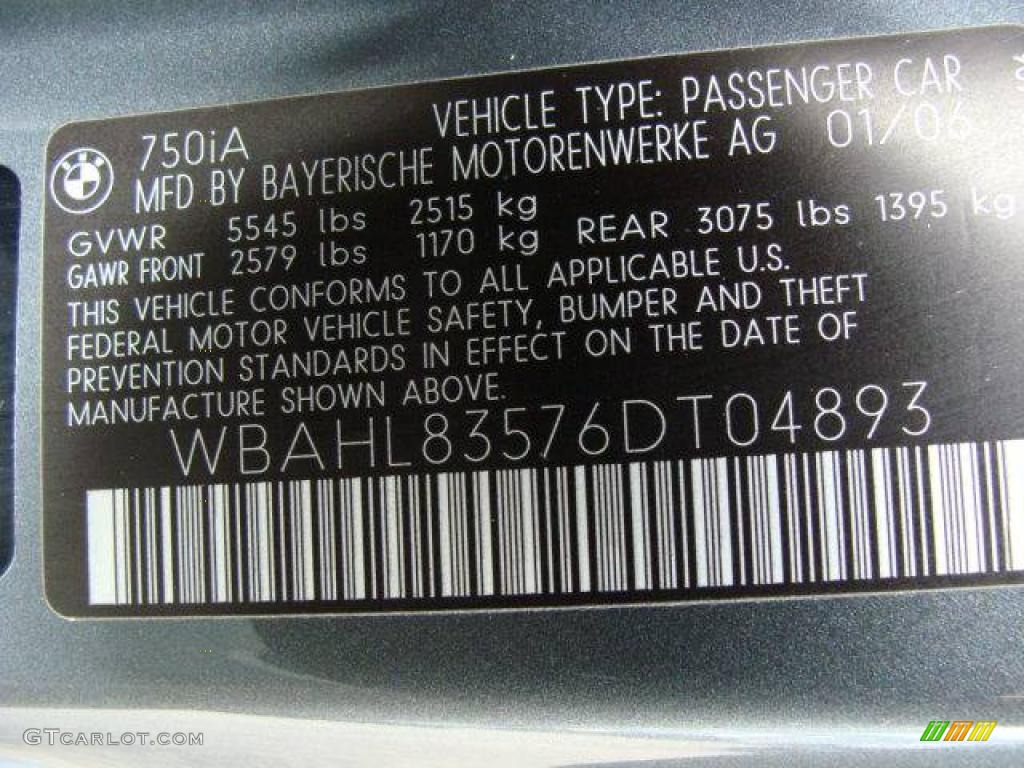 VEHICLE TYPE: PASSENGER CAR
750iA
MFD BY BAYERISCHE MOTORENWERKE AG 01/06
GVWR 5545 lbs 2515 kg
GAWR FRONT 2579 lbs 1170 kg REAR 3075 lbs 1395 kg
THIS VEHICLE CONFORMS TO ALL APPLICABLE U.S.
FEDERAL MOTOR VEHICLE SAFETY, BUMPER AND THEFT
PREVENTION STANDARDS IN EFFECT ON THE DATE OF
MANUFACTURE SHOWN ABOVE.
WBAHL83576DT04893
GTCARLOT.COM